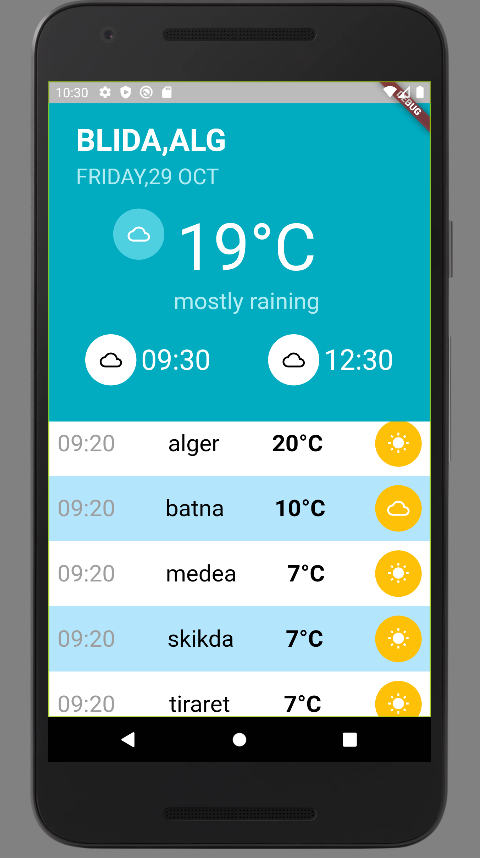 10:30
DEBUG
BLIDA,ALG
FRIDAY,29 OCT
19°C
mostly raining
09:30 12:30
09:20 alger 20°C
09:20 batna 10°C
09:20 medea 7°C
09:20 skikda 7°C
09:20 tiraret 7°C